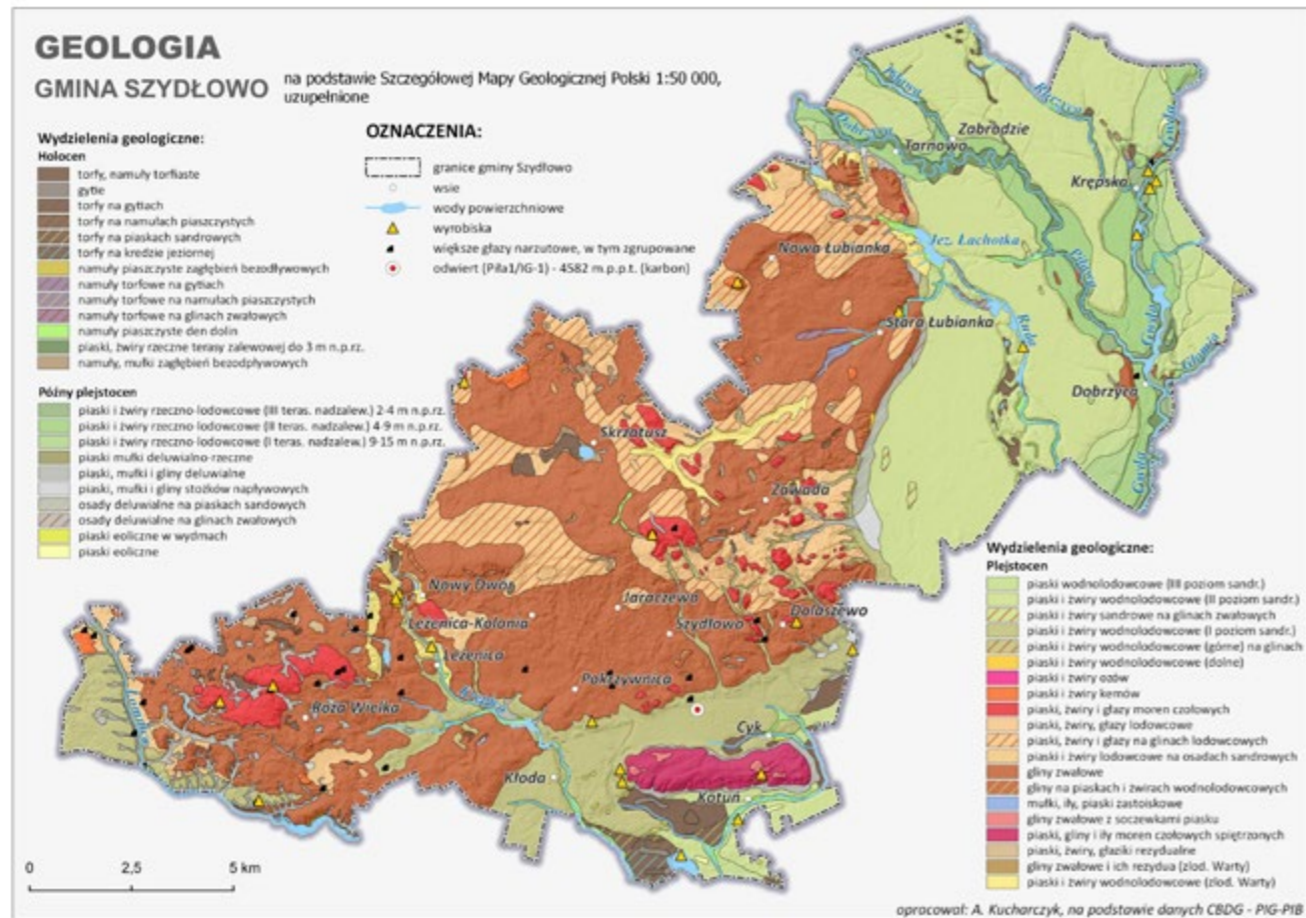 GEOLOGIA
GMINA SZYDŁOWO
na podstawie Szczegółowej Mapy Geologicznej Polski 1:50 000,
uzupełnione
Wydzielenia geologiczne:
Holocen
torfy, namuły torfiaste
gytie
torfy na gytiach
torfy na namułach piaszczystych
torfy na piaskach sandrowych
torfy na kredzie jeziornej
namuły piaszczyste zagłębień bezodływowych
namuły torfowe na gytiach
namuły torfowe na namułach piaszczystych
namuły torfowe na glinach zwałowych
namuły piaszczyste den dolin
piaski, żwiry rzeczne terasy zalewowej do 3 m n.p.rz.
namuły, mułki zagłębień bezodpływowych
Późny plejstocen
piaski i żwiry rzeczno-lodowcowe (III teras. nadzalew.) 2-4 m n.p.rz.
piaski i żwiry rzeczno-lodowcowe (II teras. nadzalew.) 4-9 m n.p.rz.
piaski i żwiry rzeczno-lodowcowe (I teras. nadzalew.) 9-15 m n.p.rz.
piaski mułki deluwialno-rzeczne
piaski, mułki i gliny deluwialne
piaski, mułki i gliny stożków napływowych
osady deluwialne na piaskach sandowych
osady deluwialne na glinach zwałowych
piaski eoliczne w wydmach
piaski eoliczne
OZNACZENIA:
granice gminy Szydłowo
wsie
wody powierzchniowe
wyrobiska
większe głazy narzutowe, w tym zgrupowane
odwiert (Piła1/IG-1) - 4582 m.p.p.t. (karbon)
Piława
Rurzyca
Gwda
Dobrzyca
Zabrodzie
Tarnowo
Krępsko
Nowa Łubianka
Jez. Łachotka
Piława
Stara Łubianka
Ruda
Gwda
Głomia
Dobrzyca
Skrzatusz
Gwda
Zawada
Nowy Dwór
Jaraczewo
Dolaszewo
Leżenica-Kolonia
Szydłowo
Leżenica
Pokrzywnica
Róża Wielka
Łomnica
Cyk
Kłoda
Kotuń
Wydzielenia geologiczne:
Plejstocen
piaski wodnolodowcowe (III poziom sandr.)
piaski i żwiry wodnolodowcowe (II poziom sandr.)
piaski i żwiry sandrowe na glinach zwałowych
piaski i żwiry wodnolodowcowe (I poziom sandr.)
piaski i żwiry wodnolodowcowe (górne) na glinach
piaski i żwiry wodnolodowcowe (dolne)
piaski i żwiry ozów
piaski i żwiry kemów
piaski, żwiry i głazy moren czołowych
piaski, żwiry, głazy lodowcowe
piaski, żwiry i głazy na glinach lodowcowych
piaski i żwiry lodowcowe na osadach sandrowych
gliny zwałowe
gliny na piaskach i żwirach wodnolodowcowych
mułki, iły, piaski zastoiskowe
gliny zwałowe z soczewkami piasku
piaski, gliny i iły moren czołowych spiętrzonych
piaski, żwiry, głaziki rezydualne
gliny zwałowe i ich rezydua (zlod. Warty)
piaski i żwiry wodnolodowcowe (zlod. Warty)
0 2,5 5 km
opracował: A. Kucharczyk, na podstawie danych CBDG - PIG-PIB